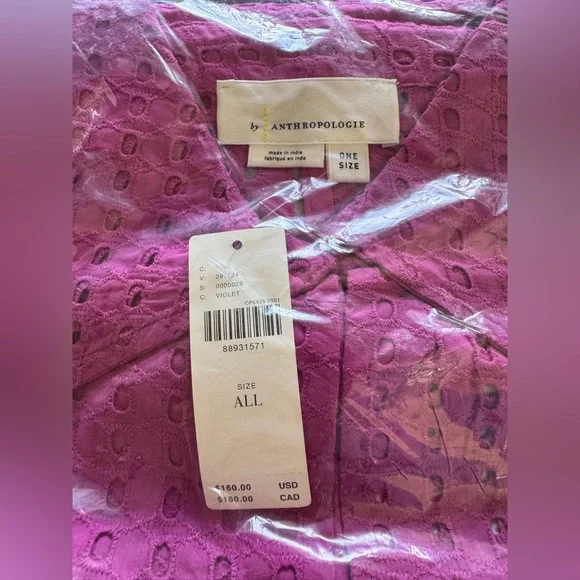 by ANTHROPOLOGIE
made in india
fabriqué en inde
ONE
SIZE
C:
V:
S: 0000028
C: VIOLET
88931571
SIZE
ALL
$160.00 USD
$180.00 CAD